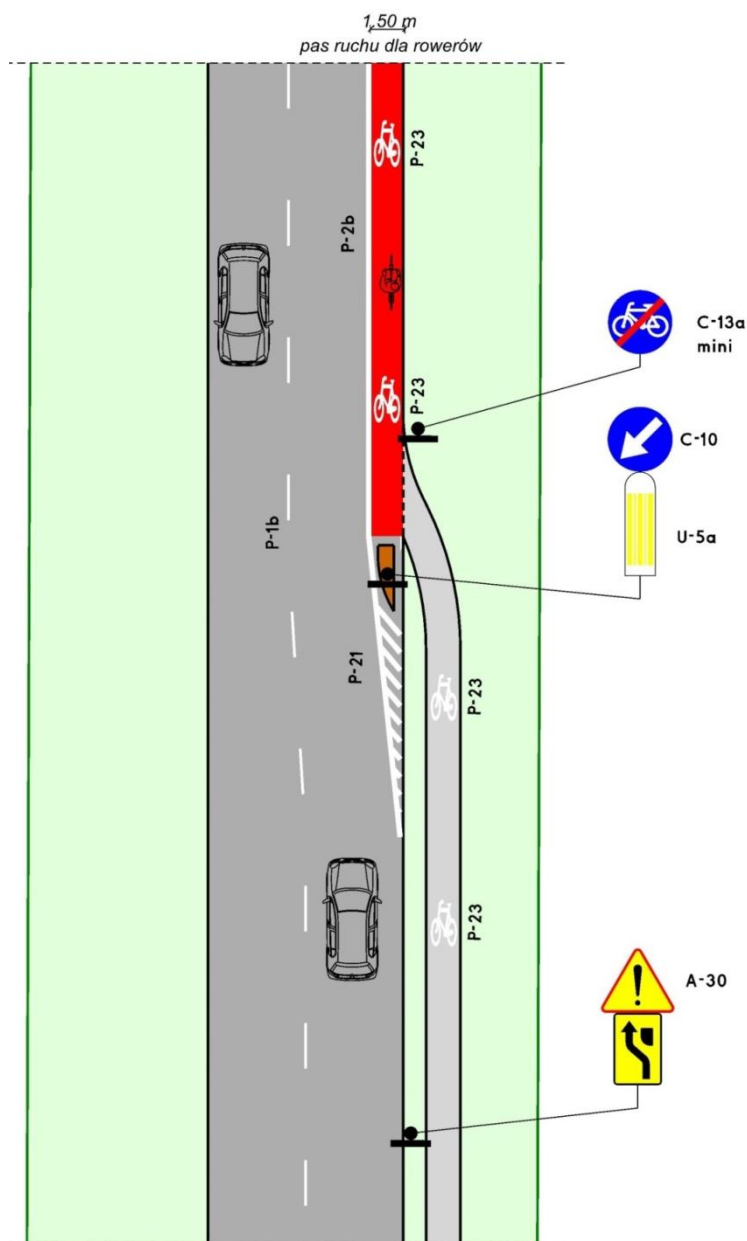 1,50 m
pas ruchu dla rowerów
P-23
P-2b
C-13a
mini
P-23
C-10
P-1b
U-5a
P-21
P-23
P-23
A-30